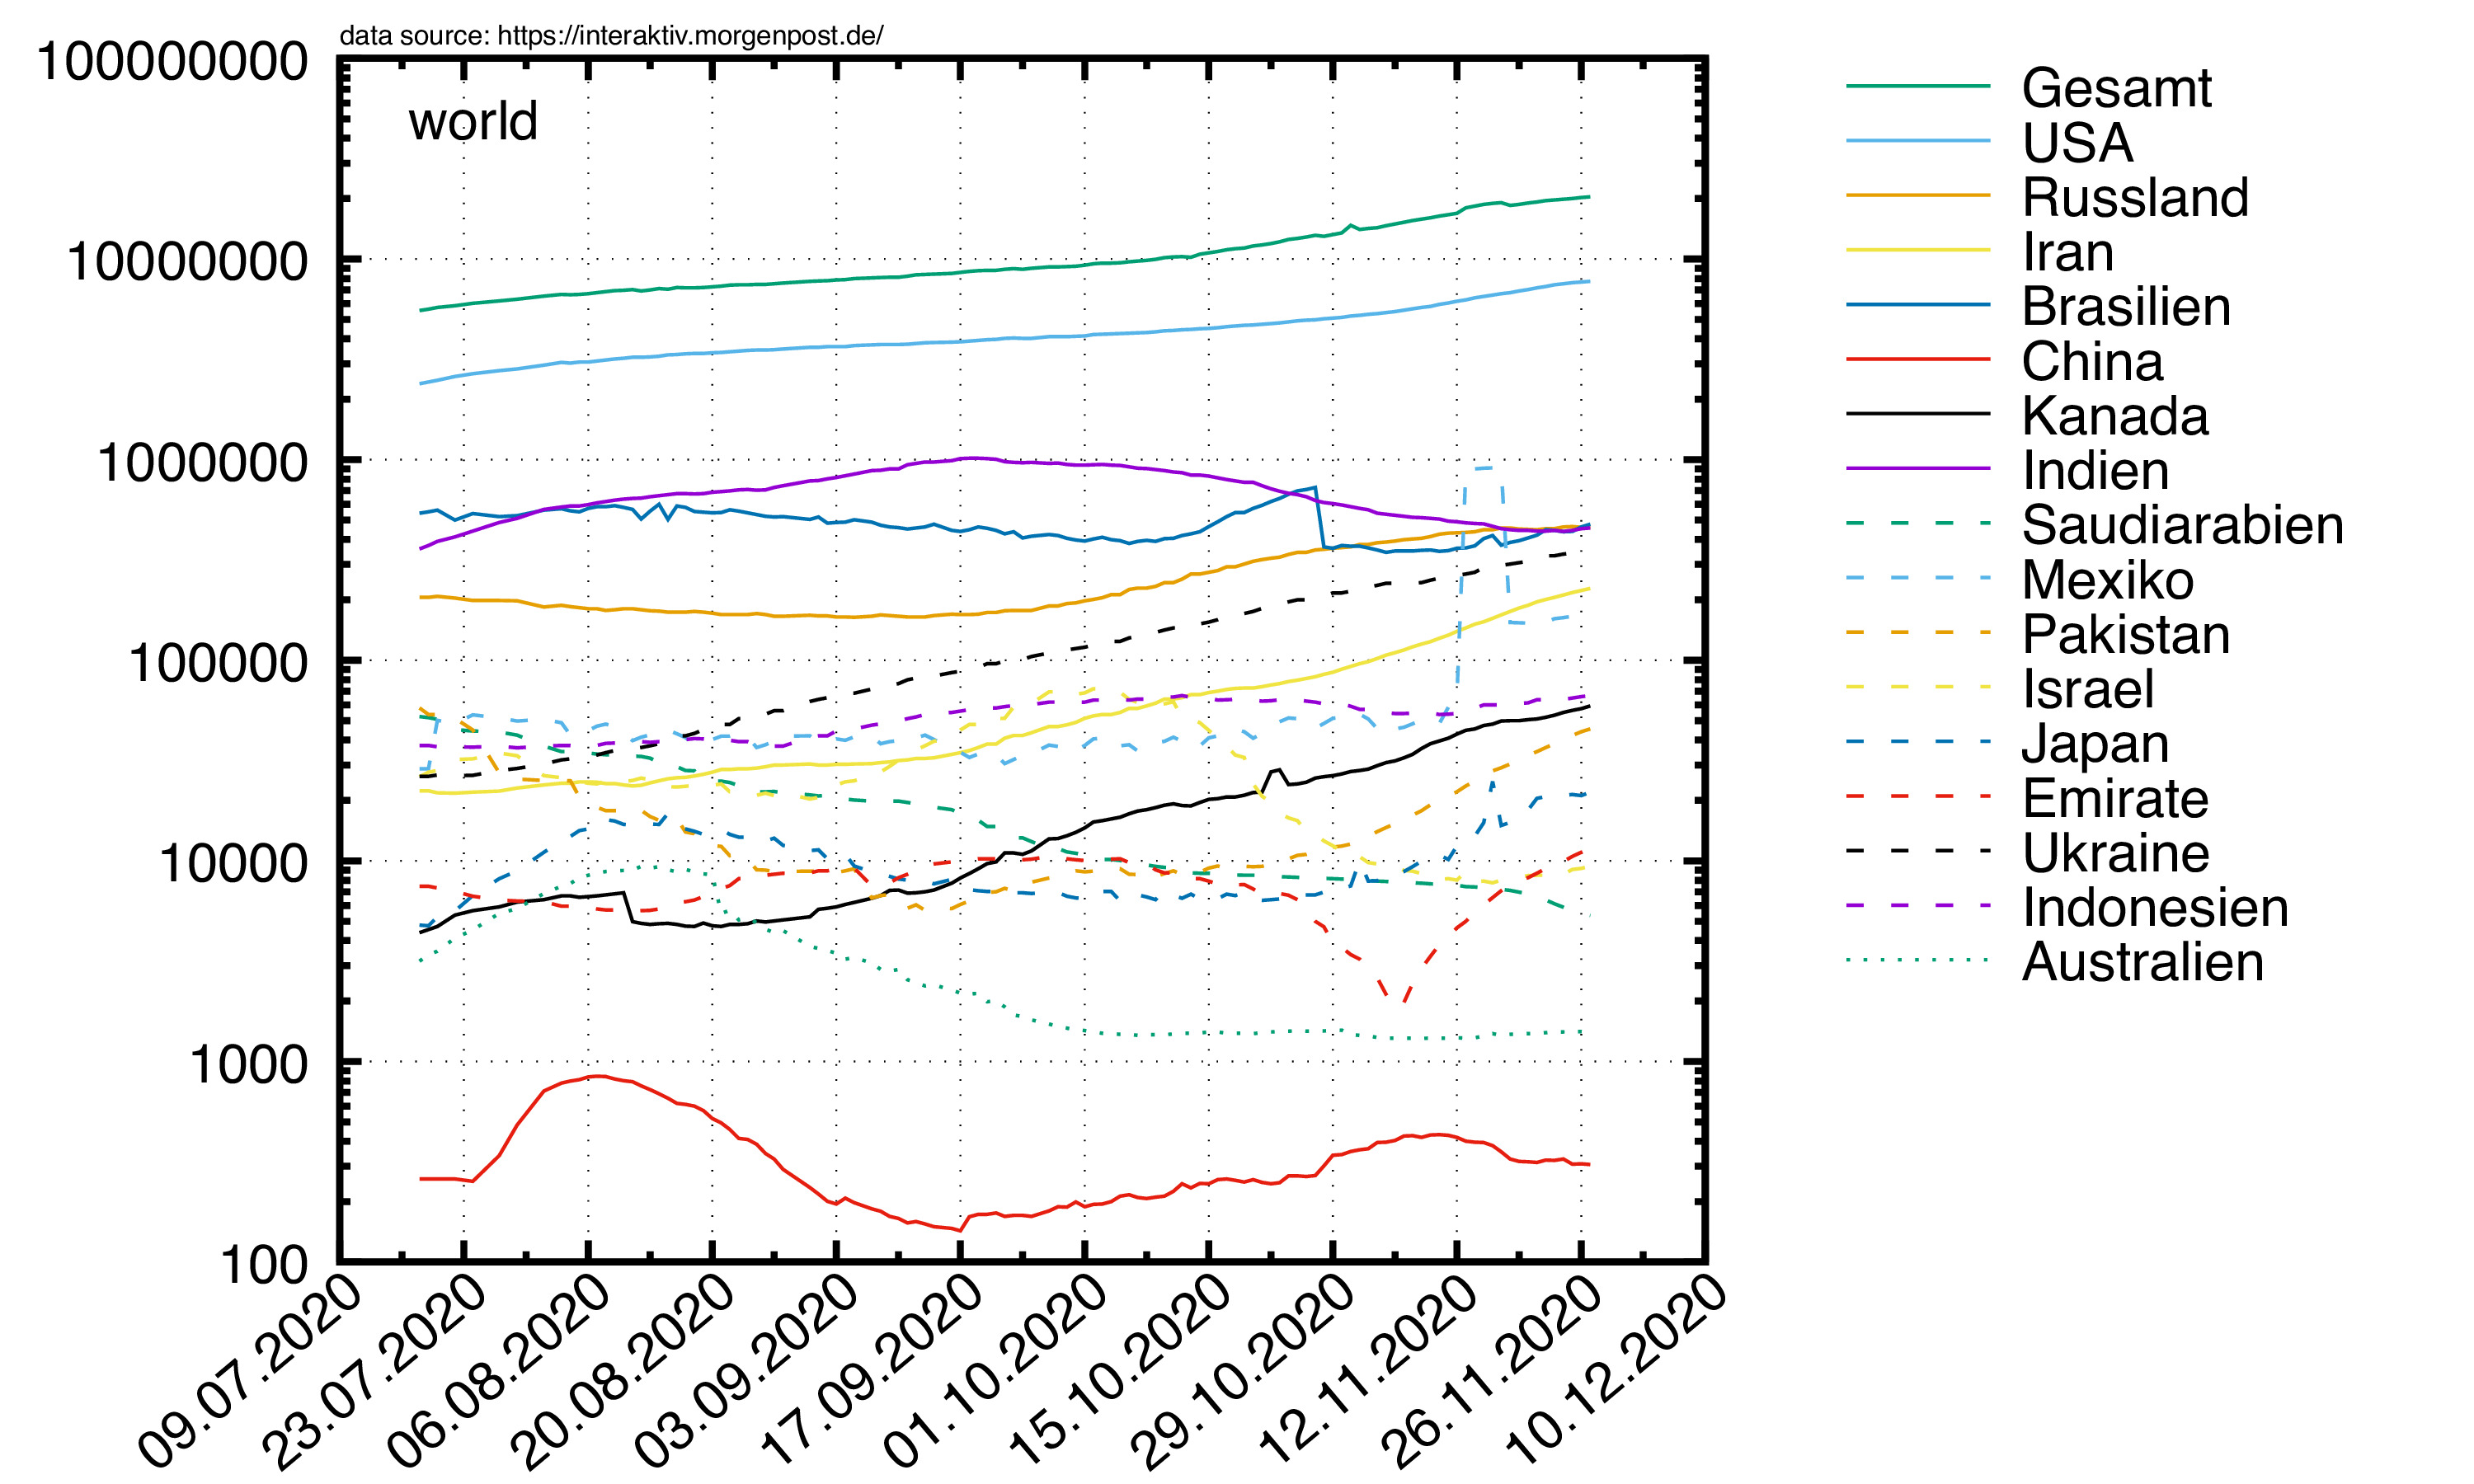 data source: https://interaktiv.morgenpost.de/
world
100000000
10000000
1000000
100000
10000
1000
100
09.07.2020
23.07.2020
06.08.2020
20.08.2020
03.09.2020
17.09.2020
01.10.2020
15.10.2020
29.10.2020
12.11.2020
26.11.2020
10.12.2020
Gesamt
USA
Russland
Iran
Brasilien
China
Kanada
Indien
Saudiarabien
Mexiko
Pakistan
Israel
Japan
Emirate
Ukraine
Indonesien
Australien